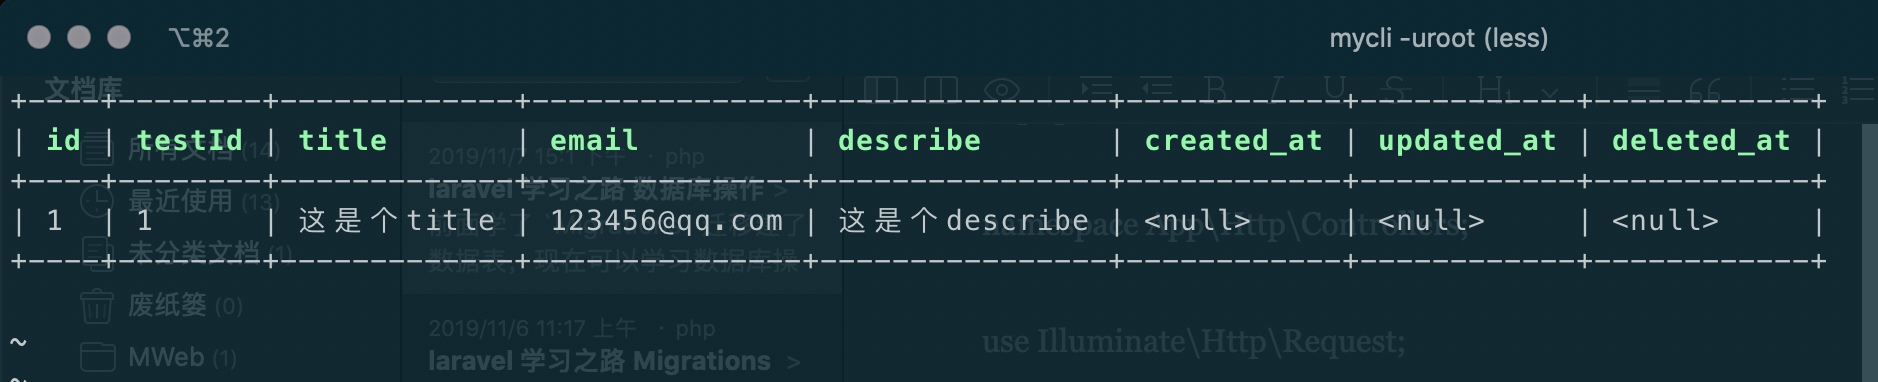 ⌥⌘2 mycli -uroot (less)
文档库
+----+--------+--------------+----------------+-----------------+------------+------------+------------+
| id | testId | title | email | describe | created_at | updated_at | deleted_at |
所有文档 (14) 2019/11/7 15:1 下午 · php
+----+--------+--------------+----------------+-----------------+------------+------------+------------+
最近使用 (13) laravel 学习之路 数据库操作 >
| 1 | 1 | 这是个title | 123456@qq.com | 这是个describe | <null> | <null> | <null> |
namespace App\Http\Controllers;
未分类文档 (1) 数据表，现在可以学习数据库操
+----+--------+--------------+----------------+-----------------+------------+------------+------------+
废纸篓 (0)
2019/11/6 11:17 上午 · php
~ use Illuminate\Http\Request;
MWeb (1) laravel 学习之路 Migrations >
~